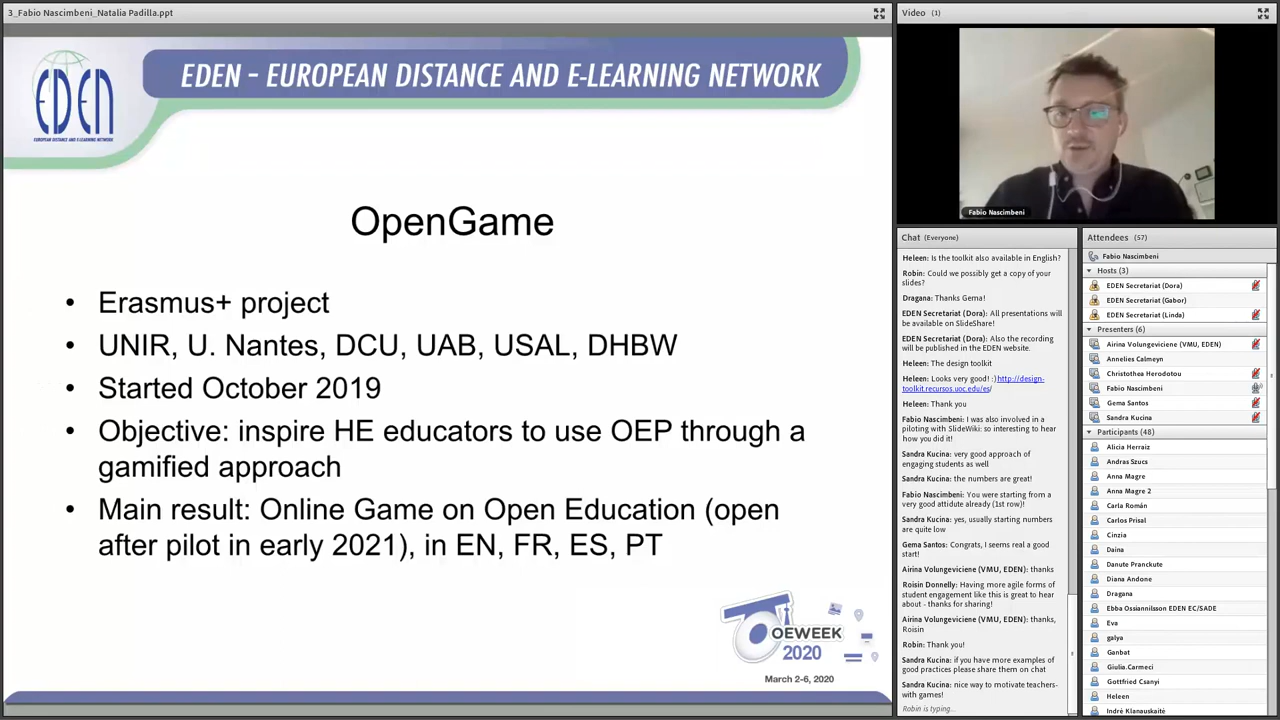 3_Fabio Nascimbeni_Natalia Padilla.ppt
EDEN
EUROPEAN DISTANCE AND E-LEARNING NETWORK
EDEN – EUROPEAN DISTANCE AND E-LEARNING NETWORK
OpenGame
• Erasmus+ project
• UNIR, U. Nantes, DCU, UAB, USAL, DHBW
• Started October 2019
• Objective: inspire HE educators to use OEP through a
gamified approach
• Main result: Online Game on Open Education (open
after pilot in early 2021), in EN, FR, ES, PT
OEWEEK
2020
March 2-6, 2020
Video (1)
Fabio Nascimbeni
Chat (Everyone)
Heleen: Is the toolkit also available in English?
Robin: Could we possibly get a copy of your
slides?
Dragana: Thanks Gema!
EDEN Secretariat (Dora): All presentations will
be available on SlideShare!
EDEN Secretariat (Dora): Also the recording
will be published in the EDEN website.
Heleen: The design toolkit
Heleen: Looks very good! :)http://design-
toolkit.recursos.uoc.edu/es/
Heleen: Thank you
Fabio Nascimbeni: I was also involved in a
piloting with SlideWiki: so interesting to hear
how you did it!
Sandra Kucina: very good approach of
engaging students as well
Sandra Kucina: the numbers are great!
Fabio Nascimbeni: You were starting from a
very good attidute already (1st row)!
Sandra Kucina: yes, usually starting numbers
are quite low
Gema Santos: Congrats, I seems real a good
start!
Airina Volungeviciene (VMU, EDEN): thanks
Roisin Donnelly: Having more agile forms of
student engagement like this is great to hear
about - thanks for sharing!
Airina Volungeviciene (VMU, EDEN): thanks,
Roisin
Robin: Thank you!
Sandra Kucina: if you have more examples of
good practices please share them on chat
Sandra Kucina: nice way to motivate teachers-
with games!
Robin is typing...
Attendees (57)
Fabio Nascimbeni
Hosts (3)
EDEN Secretariat (Dora)
EDEN Secretariat (Gabor)
EDEN Secretariat (Linda)
Presenters (6)
Airina Volungeviciene (VMU, EDEN)
Annelies Calmeyn
Christothea Herodotou
Fabio Nascimbeni
Gema Santos
Sandra Kucina
Participants (48)
Alicia Herraiz
Andras Szucs
Anna Magre
Anna Magre 2
Carla Román
Carlos Prisal
Cinzia
Daina
Danute Pranckute
Diana Andone
Dragana
Ebba Ossiannilsson EDEN EC/SADE
Eva
galya
Ganbat
Giulia.Carmeci
Gottfried Csanyi
Heleen
Indrė Klanauskaitė